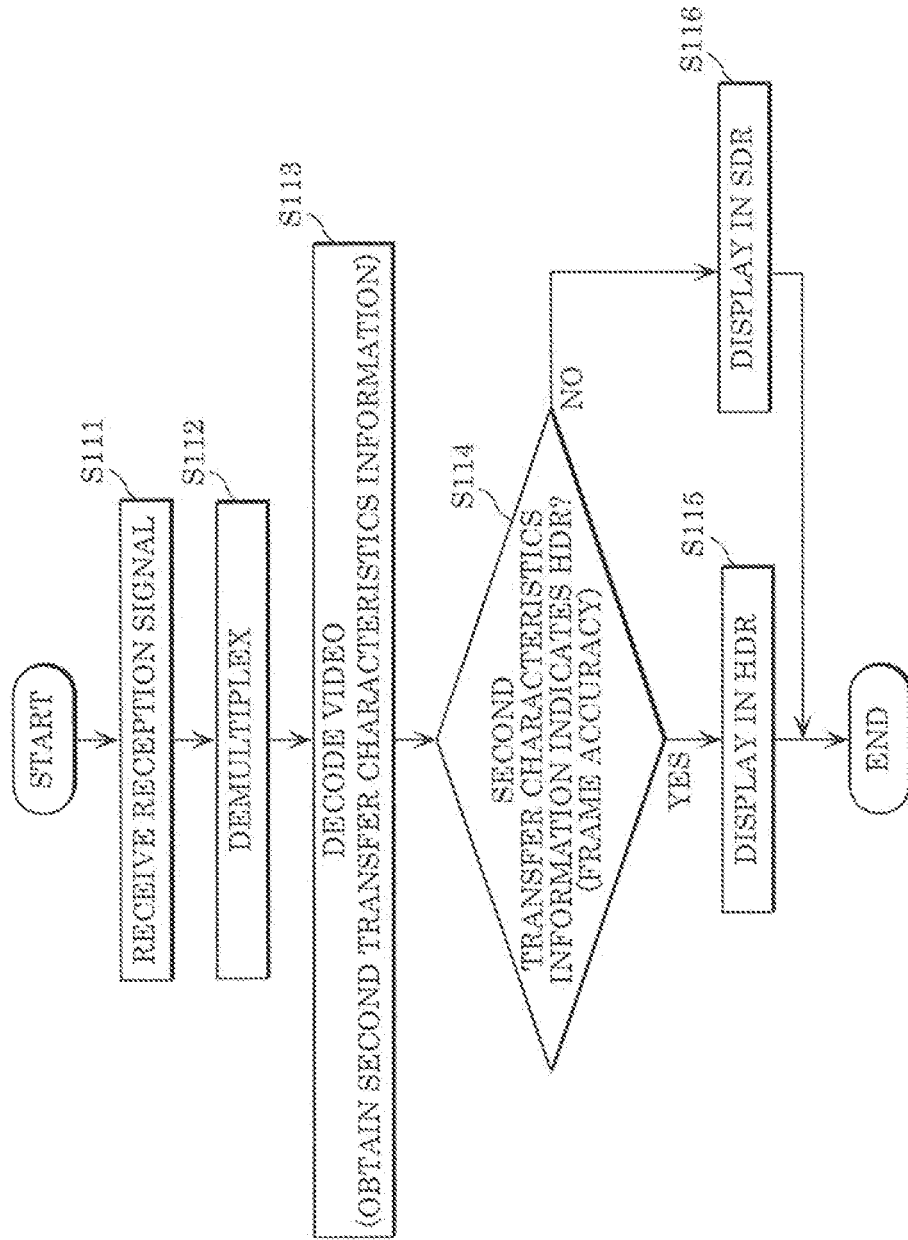 START
S111
RECEIVE RECEPTION SIGNAL
S112
DEMULTIPLEX
S113
DECODE VIDEO
(OBTAIN SECOND TRANSFER CHARACTERISTICS INFORMATION)
S114
SECOND
TRANSFER CHARACTERISTICS
INFORMATION INDICATES HDR?
(FRAME ACCURACY)
NO
YES
S115
DISPLAY IN HDR
S116
DISPLAY IN SDR
END